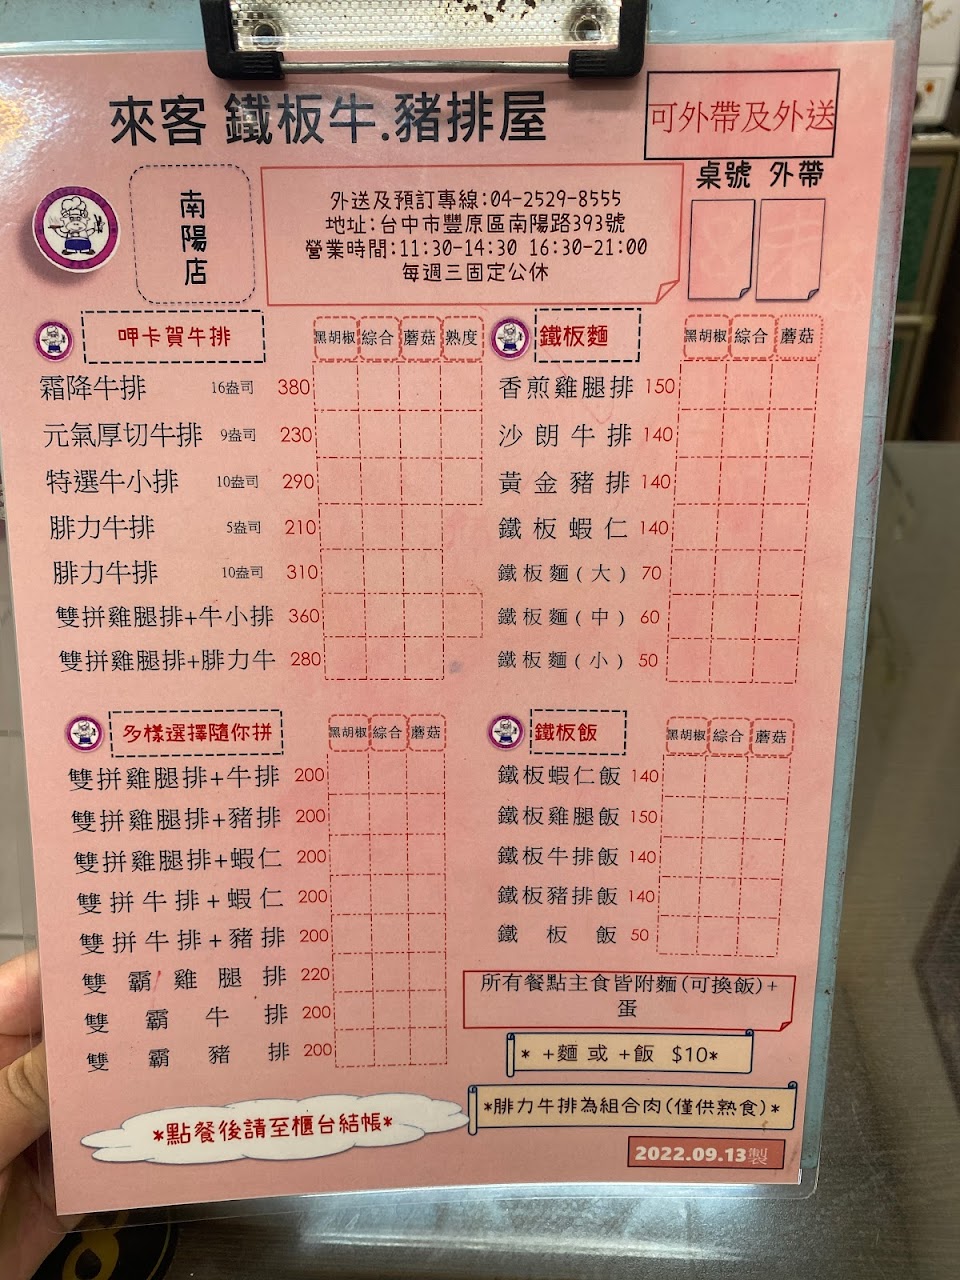 來客 鐵板牛.豬排屋
可外帶及外送
桌號 外帶
南陽店
外送及預訂專線:04-2529-8555
地址:台中市豐原區南陽路393號
營業時間:11:30-14:30 16:30-21:00
每週三固定公休
呷卡賀牛排 黑胡椒 綜合 蘑菇 熟度
霜降牛排 16盎司 380
元氣厚切牛排 9盎司 230
特選牛小排 10盎司 290
腓力牛排 5盎司 210
腓力牛排 10盎司 310
雙拼雞腿排+牛小排 360
雙拼雞腿排+腓力牛 280
鐵板麵 黑胡椒 綜合 蘑菇
香煎雞腿排 150
沙朗牛排 140
黃金豬排 140
鐵板蝦仁 140
鐵板麵(大) 70
鐵板麵(中) 60
鐵板麵(小) 50
多樣選擇隨你拼 黑胡椒 綜合 蘑菇
雙拼雞腿排+牛排 200
雙拼雞腿排+豬排 200
雙拼雞腿排+蝦仁 200
雙拼牛排+蝦仁 200
雙拼牛排+豬排 200
雙霸雞腿排 220
雙霸牛排 200
雙霸豬排 200
鐵板飯 黑胡椒 綜合 蘑菇
鐵板蝦仁飯 140
鐵板雞腿飯 150
鐵板牛排飯 140
鐵板豬排飯 140
鐵板飯 50
所有餐點主食皆附麵(可換飯)+
蛋
* +麵 或 +飯 $10*
*腓力牛排為組合肉(僅供熟食)*
*點餐後請至櫃台結帳*
2022.09.13製